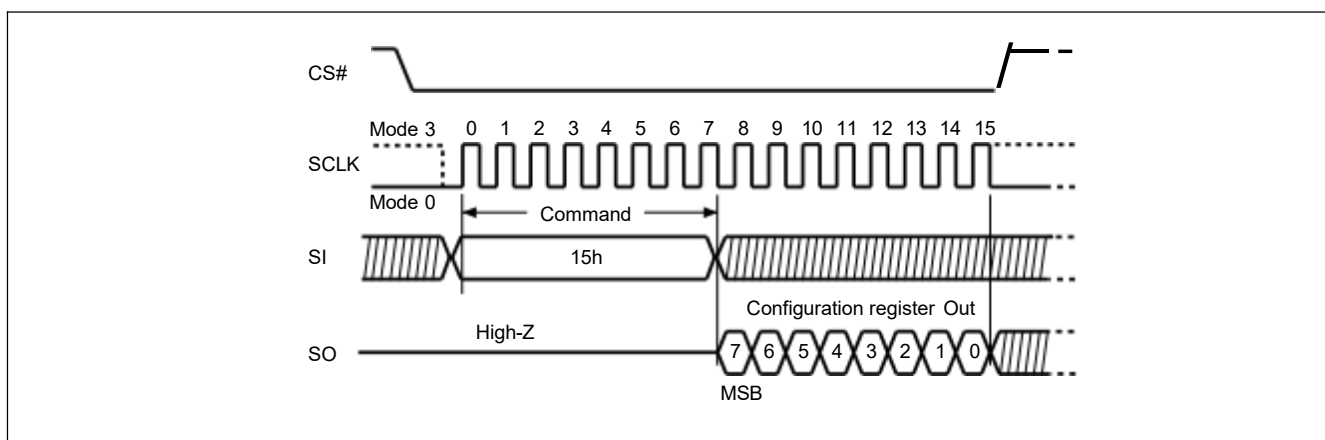 CS#
Mode 3
0 1 2 3 4 5 6 7 8 9 10 11 12 13 14 15
SCLK
Mode 0
Command
SI
15h
Configuration register Out
High-Z
SO
7 6 5 4 3 2 1 0
MSB